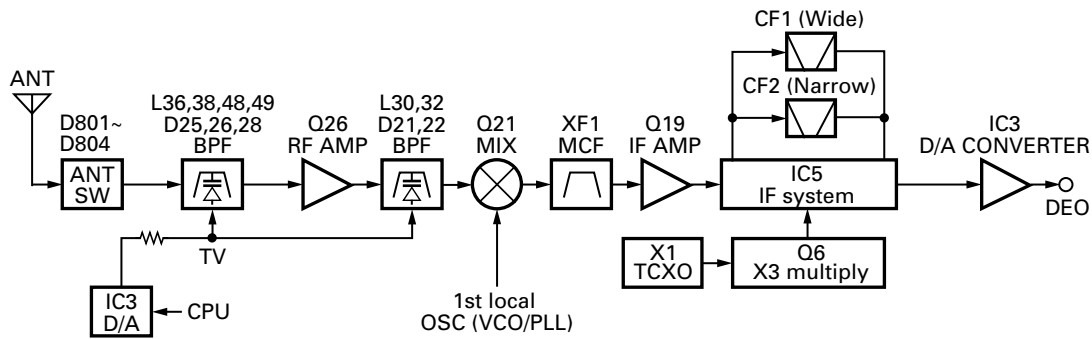 CF1 (Wide)
CF2 (Narrow)
ANT
D801~
D804
ANT
SW
L36,38,48,49
D25,26,28
BPF
Q26
RF AMP
L30,32
D21,22
BPF
Q21
MIX
XF1
MCF
Q19
IF AMP
IC5
IF system
IC3
D/A CONVERTER
DEO
TV
X1
TCXO
Q6
X3 multiply
IC3
D/A
CPU
1st local
OSC (VCO/PLL)